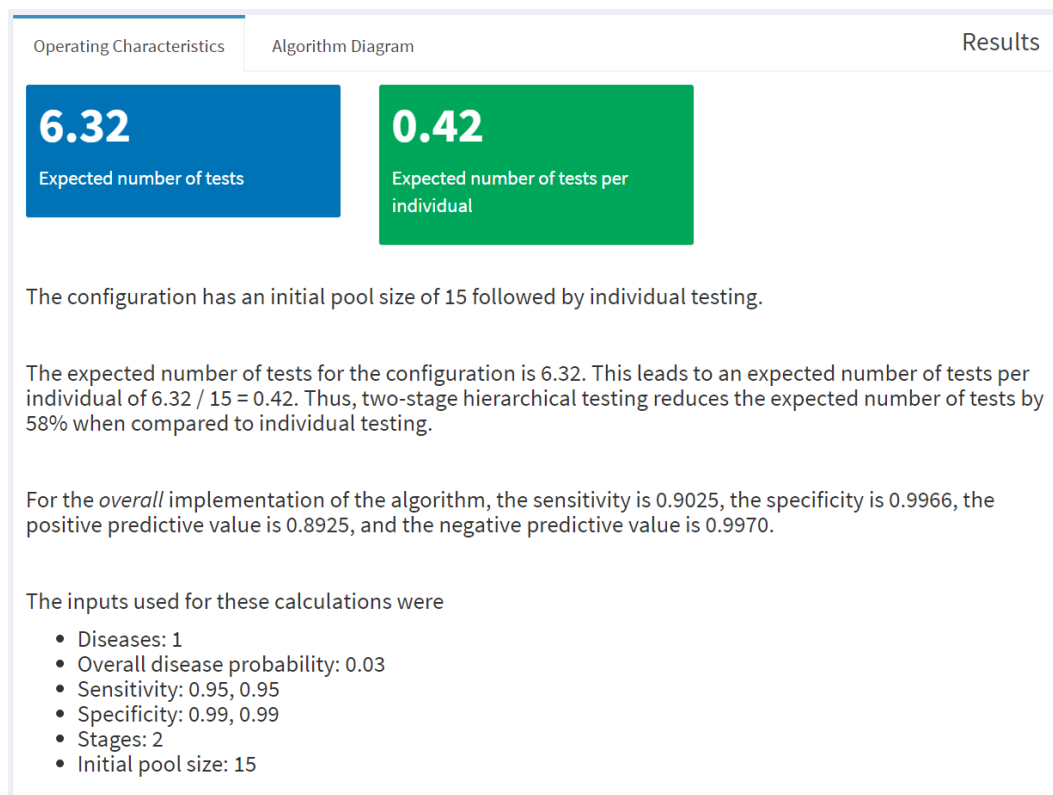 Operating Characteristics
Algorithm Diagram
Results
6.32
Expected number of tests
0.42
Expected number of tests per
individual
The configuration has an initial pool size of 15 followed by individual testing.
The expected number of tests for the configuration is 6.32. This leads to an expected number of tests per
individual of 6.32 / 15 = 0.42. Thus, two-stage hierarchical testing reduces the expected number of tests by
58% when compared to individual testing.
For the overall implementation of the algorithm, the sensitivity is 0.9025, the specificity is 0.9966, the
positive predictive value is 0.8925, and the negative predictive value is 0.9970.
The inputs used for these calculations were
• Diseases: 1
• Overall disease probability: 0.03
• Sensitivity: 0.95, 0.95
• Specificity: 0.99, 0.99
• Stages: 2
• Initial pool size: 15